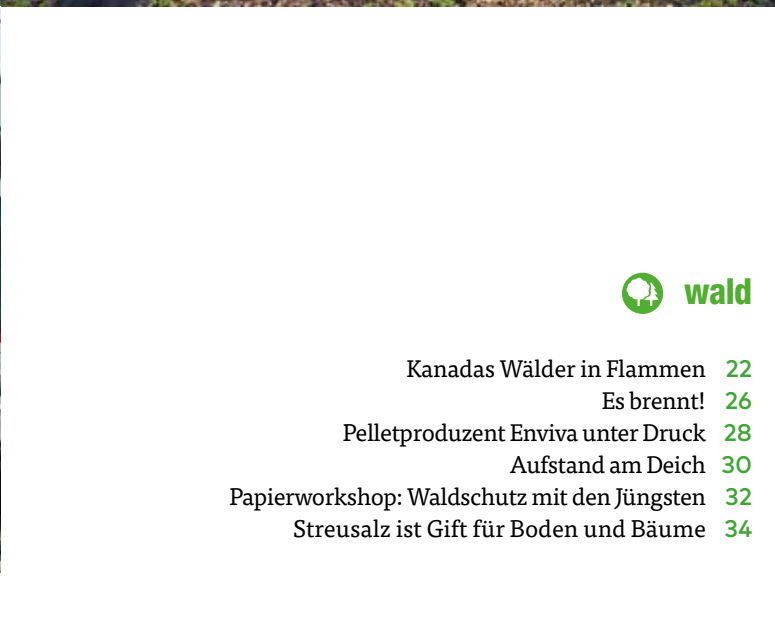 wald
Kanadas Wälder in Flammen 22
Es brennt! 26
Pelletproduzent Enviva unter Druck 28
Aufstand am Deich 30
Papierworkshop: Waldschutz mit den Jüngsten 32
Streusalz ist Gift für Boden und Bäume 34